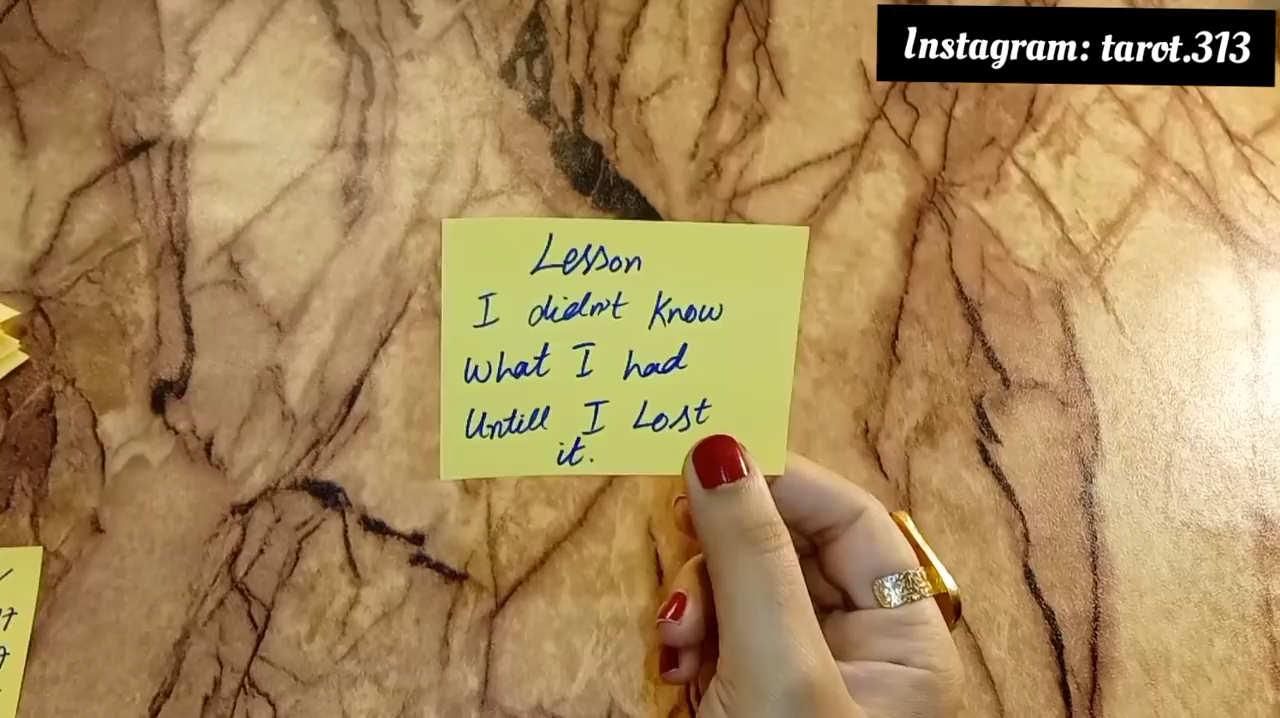 Instagram: tarot.313
Lesson
I didn't know
What I had
Untill I Lost
it.